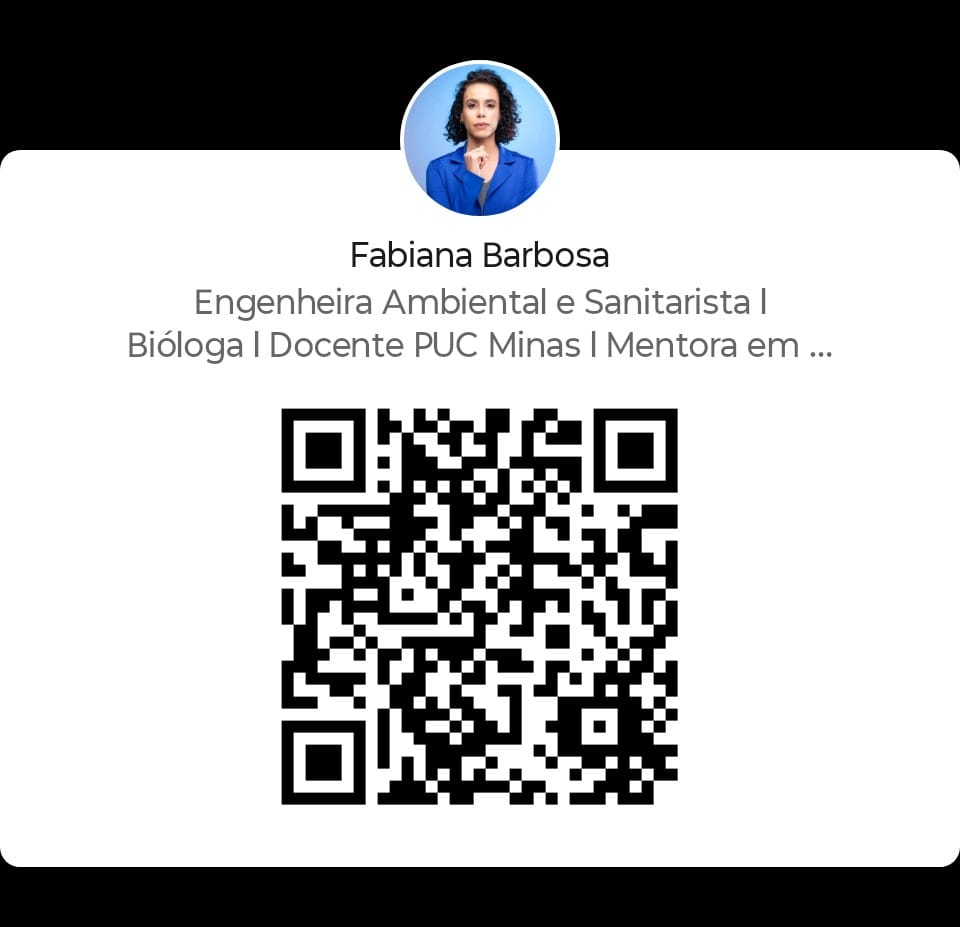 Fabiana Barbosa
Engenheira Ambiental e Sanitarista l
Bióloga l Docente PUC Minas l Mentora em ...